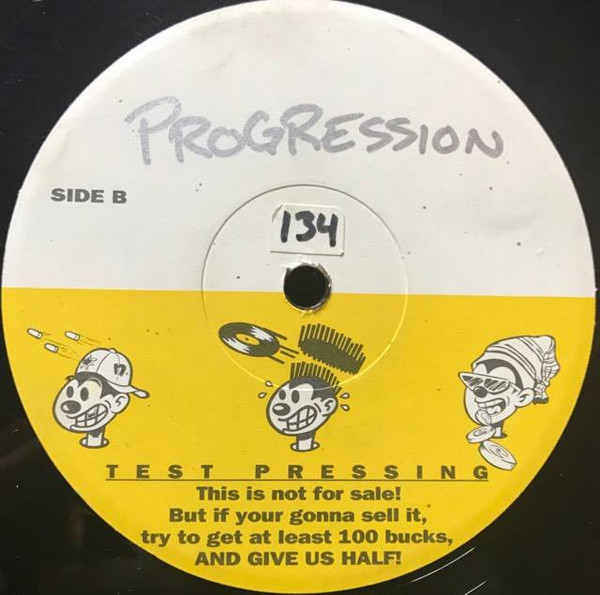 PROGRESSION
SIDE B
134
TEST PRESSING
This is not for sale!
But if your gonna sell it,
try to get at least 100 bucks,
AND GIVE US HALF!